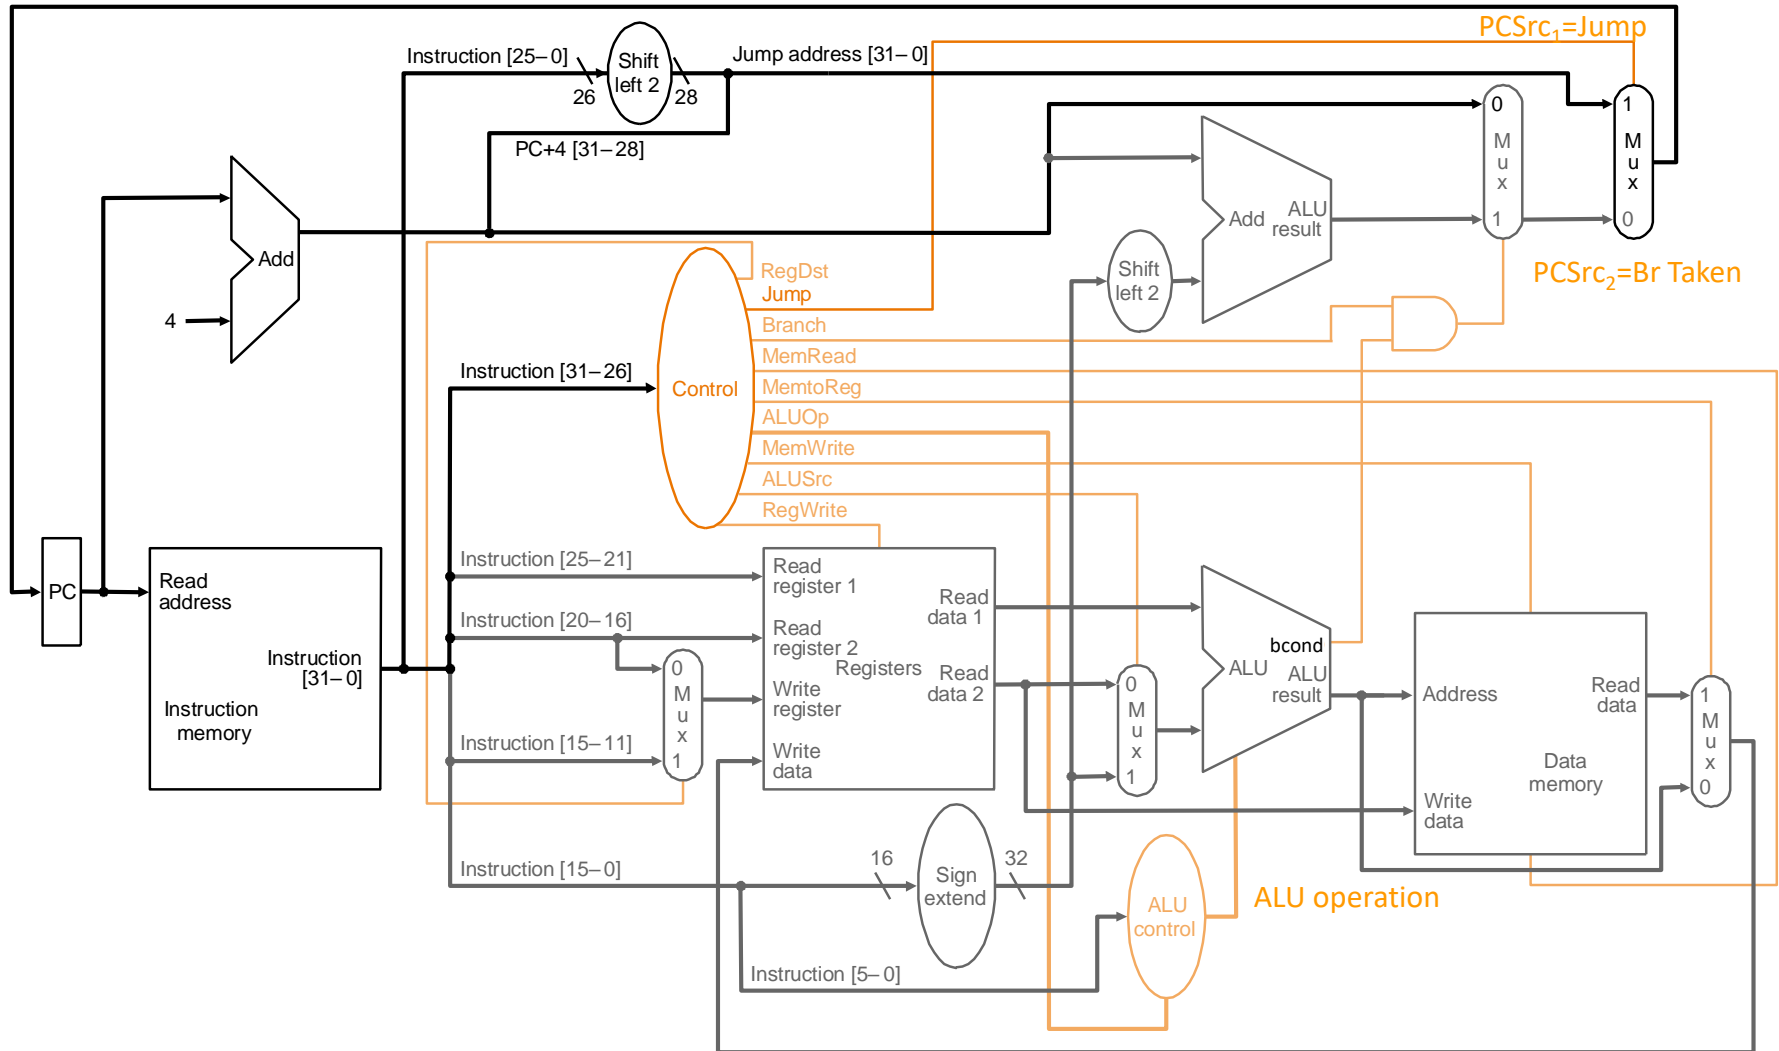 PCSrc1=Jump
Instruction [25–0]
Shift
left 2
Jump address [31–0]
26
28
PC+4 [31–28]
0
M
u
x
1
1
M
u
x
0
Add
ALU
result
Add
4
Shift
left 2
PCSrc2=Br Taken
RegDst
Jump
Branch
MemRead
MemtoReg
ALUOp
MemWrite
ALUSrc
RegWrite
Instruction [31–26]
Control
PC
Read
address
Instruction
[31–0]
Instruction
memory
Instruction [25–21]
Instruction [20–16]
Instruction [15–11]
0
M
u
x
1
Read
register 1
Read
register 2
Registers
Write
register
Write
data
Read
data 1
Read
data 2
0
M
u
x
1
bcond
ALU
ALU
result
Address
Read
data
Data
memory
Write
data
1
M
u
x
0
Instruction [15–0]
16
Sign
extend
32
ALU
control
ALU operation
Instruction [5–0]